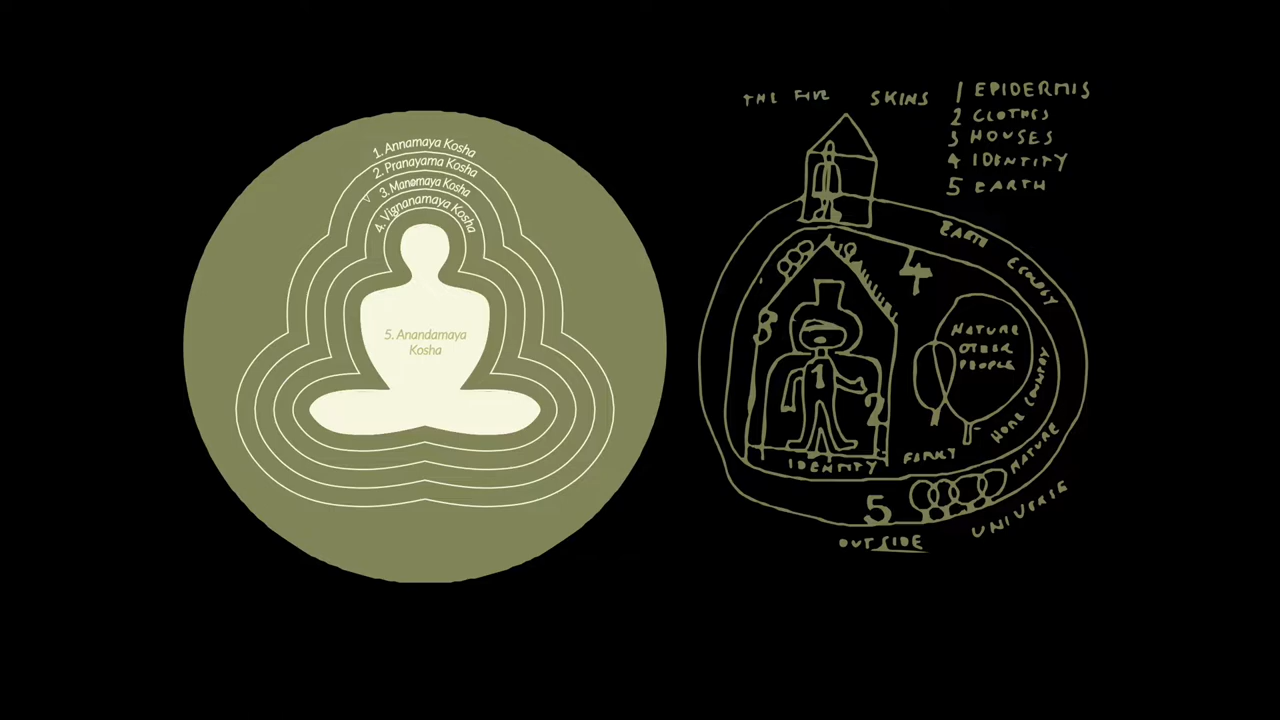 1. Annamaya Kosha
2. Pranayama Kosha
3. Manomaya Kosha
4. Vignanamaya Kosha
5. Anandamaya
Kosha
THE FIVE SKINS
1 EPIDERMIS
2 CLOTHES
3 HOUSES
4 IDENTITY
5 EARTH
EARTH ECOLOGY
4
3
NATURE
OTHER
PEOPLE
1
2
HOME COUNTRY
IDENTITY FAMILY
NATURE
5
UNIVERSE
OUTSIDE